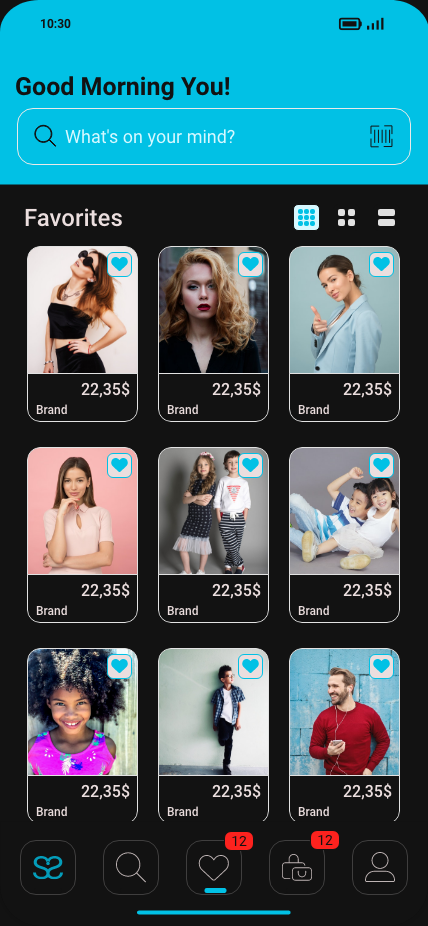 10:30
Good Morning You!
What's on your mind?
Favorites
22,35$ 22,35$ 22,35$
Brand Brand Brand
22,35$ 22,35$ 22,35$
Brand Brand Brand
22,35$ 22,35$ 22,35$
Brand Brand Brand
12 12